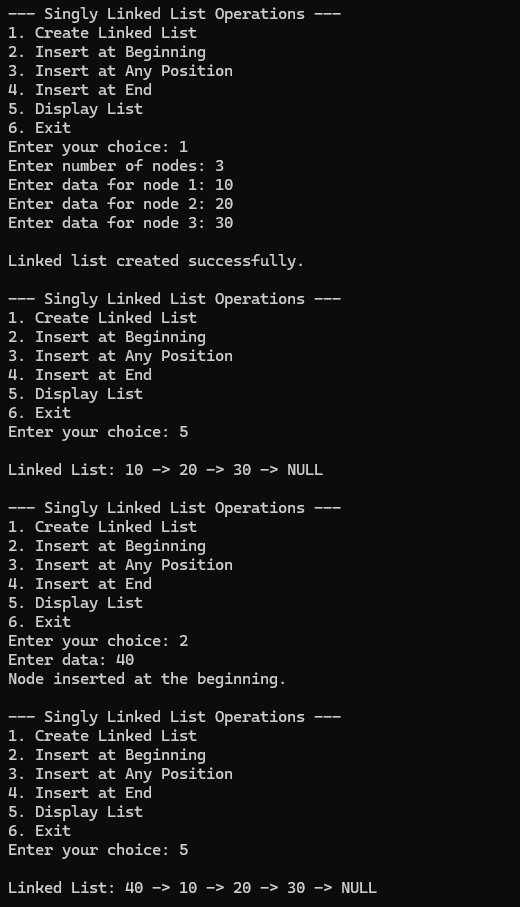 --- Singly Linked List Operations ---
1. Create Linked List
2. Insert at Beginning
3. Insert at Any Position
4. Insert at End
5. Display List
6. Exit
Enter your choice: 1
Enter number of nodes: 3
Enter data for node 1: 10
Enter data for node 2: 20
Enter data for node 3: 30

Linked list created successfully.

--- Singly Linked List Operations ---
1. Create Linked List
2. Insert at Beginning
3. Insert at Any Position
4. Insert at End
5. Display List
6. Exit
Enter your choice: 5

Linked List: 10 -> 20 -> 30 -> NULL

--- Singly Linked List Operations ---
1. Create Linked List
2. Insert at Beginning
3. Insert at Any Position
4. Insert at End
5. Display List
6. Exit
Enter your choice: 2
Enter data: 40
Node inserted at the beginning.

--- Singly Linked List Operations ---
1. Create Linked List
2. Insert at Beginning
3. Insert at Any Position
4. Insert at End
5. Display List
6. Exit
Enter your choice: 5

Linked List: 40 -> 10 -> 20 -> 30 -> NULL